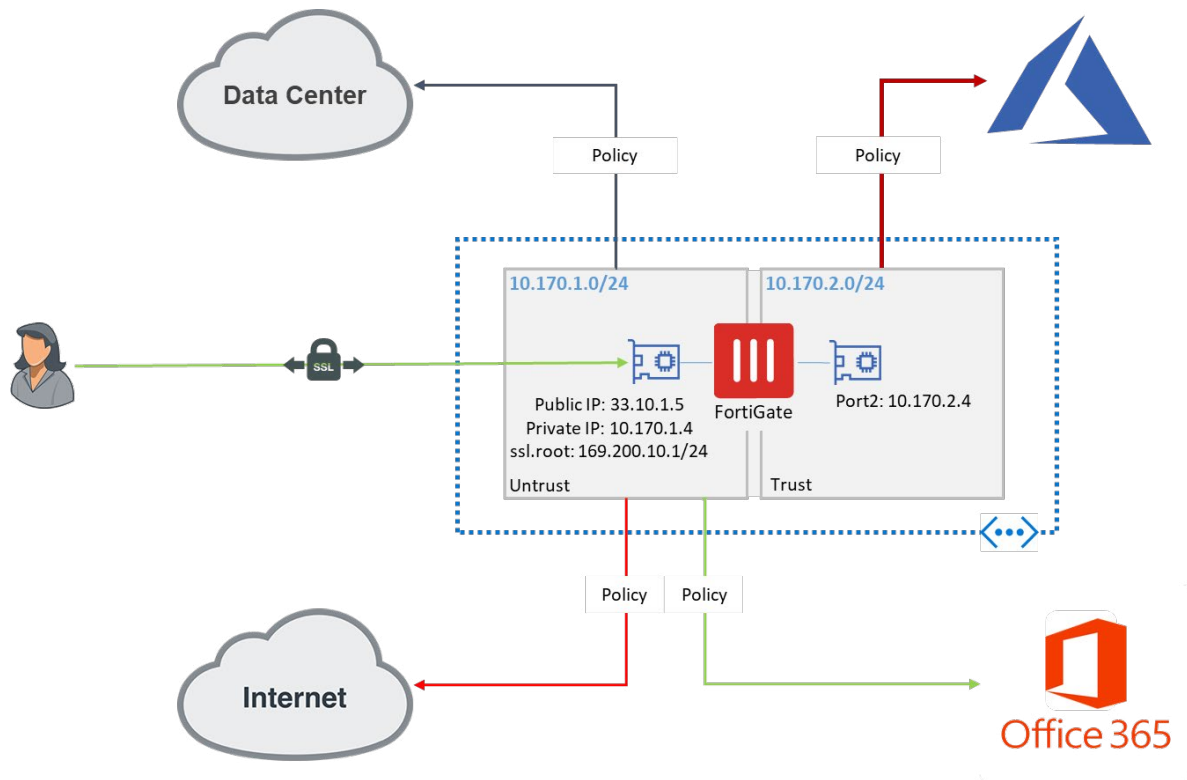 Data Center
Policy
Policy
10.170.1.0/24
10.170.2.0/24
SSL
Public IP: 33.10.1.5
Private IP: 10.170.1.4
ssl.root: 169.200.10.1/24
FortiGate
Port2: 10.170.2.4
Untrust
Trust
Policy
Policy
Internet
Office 365